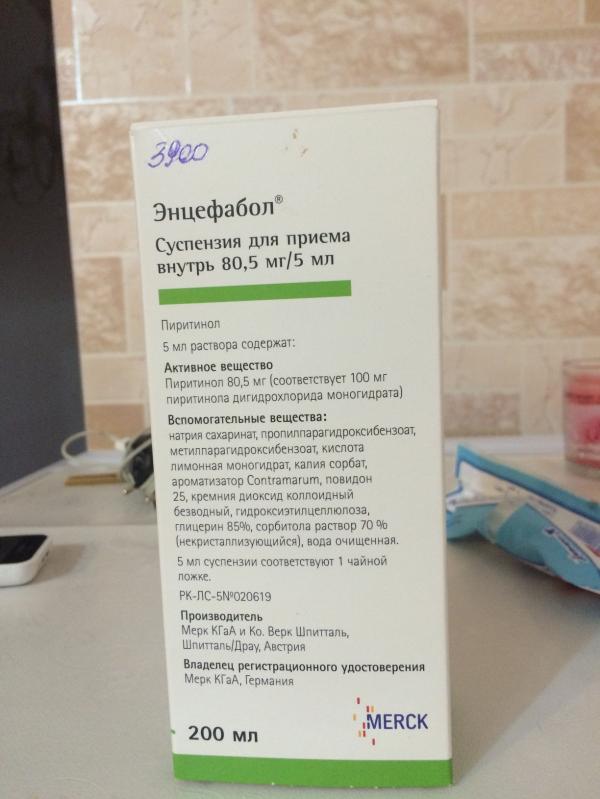 3900
Энцефабол®
Суспензия для приема
внутрь 80,5 мг/5 мл
Пиритинол
5 мл раствора содержат:
Активное вещество
Пиритинол 80,5 мг (соответствует 100 мг
пиритинола дигидрохлорида моногидрата)
Вспомогательные вещества:
натрия сахаринат, пропилпарагидроксибензоат,
метилпарагидроксибензоат, кислота
лимонная моногидрат, калия сорбат,
ароматизатор Contramarum, повидон
25, кремния диоксид коллоидный
безводный, гидроксиэтилцеллюлоза,
глицерин 85%, сорбитола раствор 70 %
(некристаллизующийся), вода очищенная.
5 мл суспензии соответствуют 1 чайной
ложке.
РК-ЛС-5№020619
Производитель
Мерк КГаА и Ко. Верк Шпитталь,
Шпитталь/Драу, Австрия
Владелец регистрационного удостоверения
Мерк КГаА, Германия
MERCK
200 мл